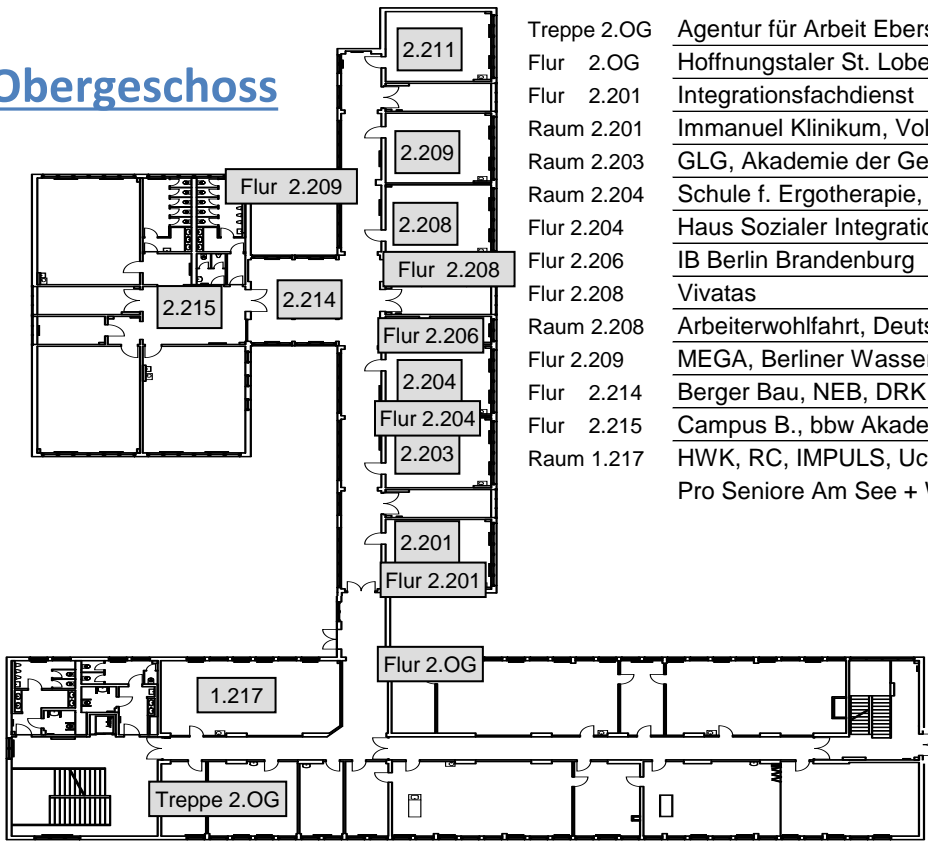 Obergeschoss
Treppe 2.OG Agentur für Arbeit Ebers
Flur 2.OG Hoffnungstaler St. Lobe
Flur 2.201 Integrationsfachdienst
Raum 2.201 Immanuel Klinikum, Vol
Raum 2.203 GLG, Akademie der Ge
Raum 2.204 Schule f. Ergotherapie,
Flur 2.204 Haus Sozialer Integratio
Flur 2.206 IB Berlin Brandenburg
Flur 2.208 Vivatas
Raum 2.208 Arbeiterwohlfahrt, Deuts
Flur 2.209 MEGA, Berliner Wasser
Flur 2.214 Berger Bau, NEB, DRK
Flur 2.215 Campus B., bbw Akade
Raum 1.217 HWK, RC, IMPULS, Uc
Pro Seniore Am See +
2.211
2.209
Flur 2.209
2.208
Flur 2.208
2.215
2.214
Flur 2.206
2.204
Flur 2.204
2.203
2.201
Flur 2.201
Flur 2.OG
1.217
Treppe 2.OG